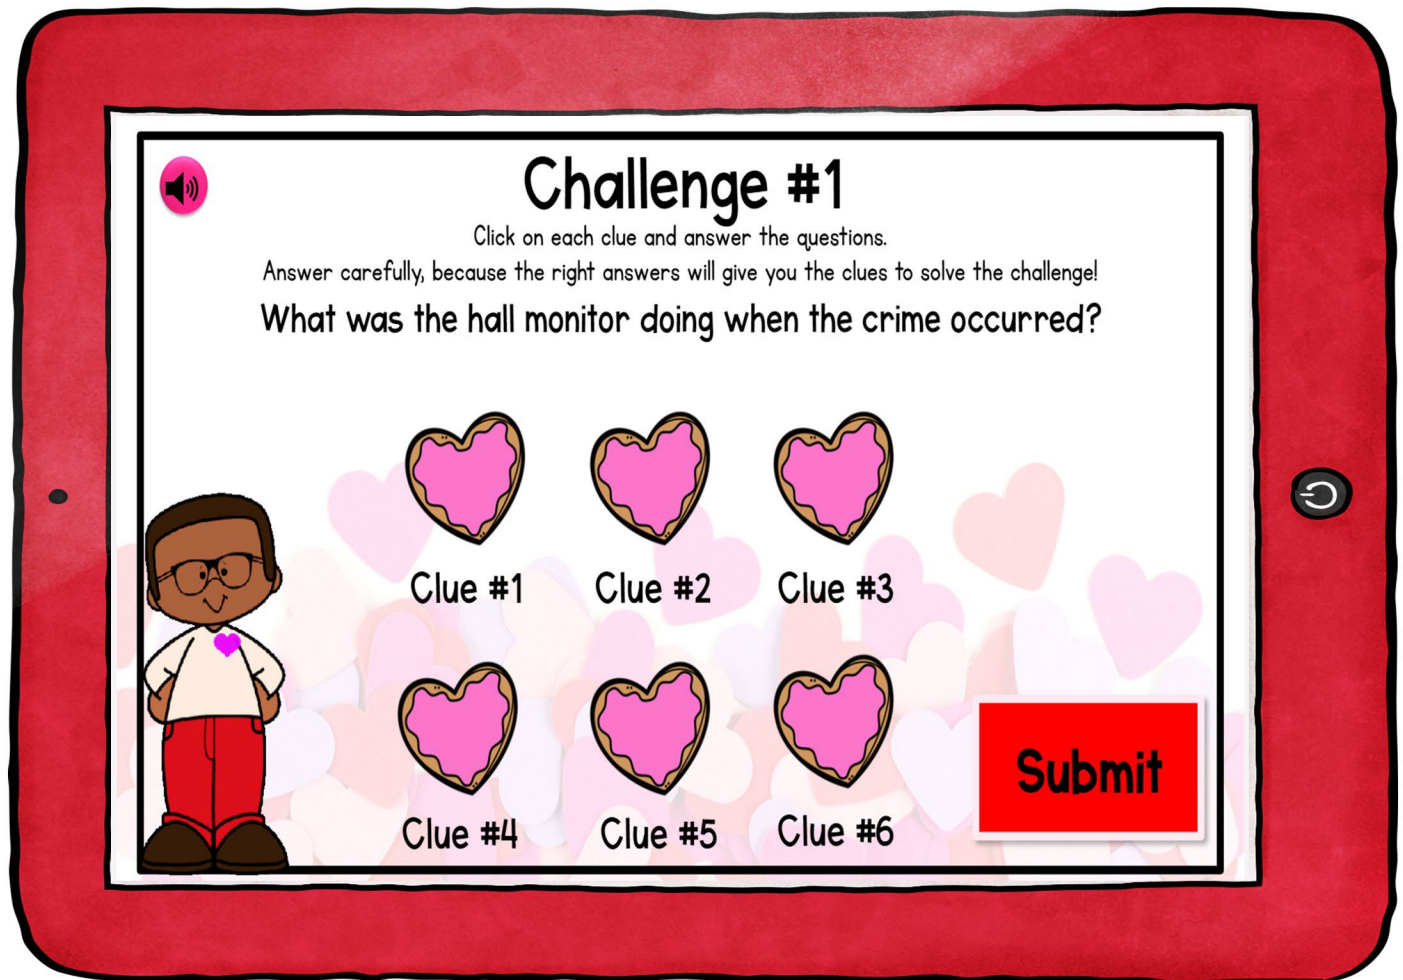 Challenge #1
Click on each clue and answer the questions.
Answer carefully, because the right answers will give you the clues to solve the challenge!
What was the hall monitor doing when the crime occurred?
Clue #1
Clue #2
Clue #3
Clue #4
Clue #5
Clue #6
Submit